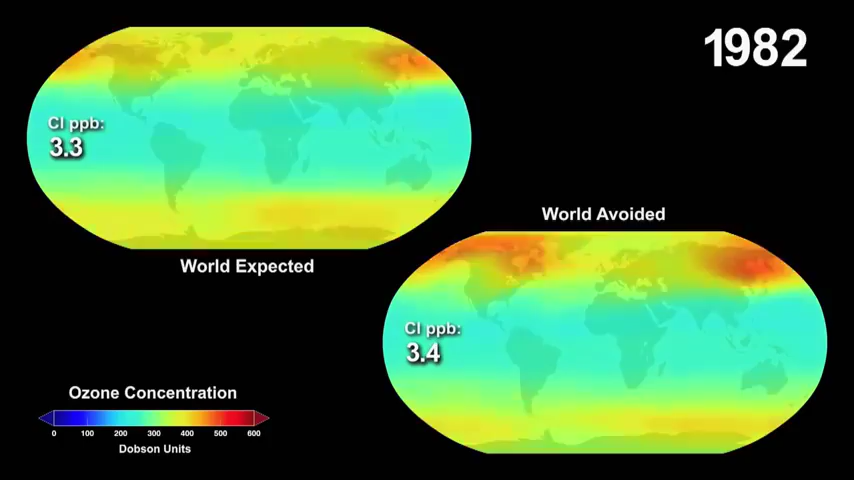 1982
Cl ppb:
3.3
World Expected
World Avoided
Cl ppb:
3.4
Ozone Concentration
0 100 200 300 400 500 600
Dobson Units